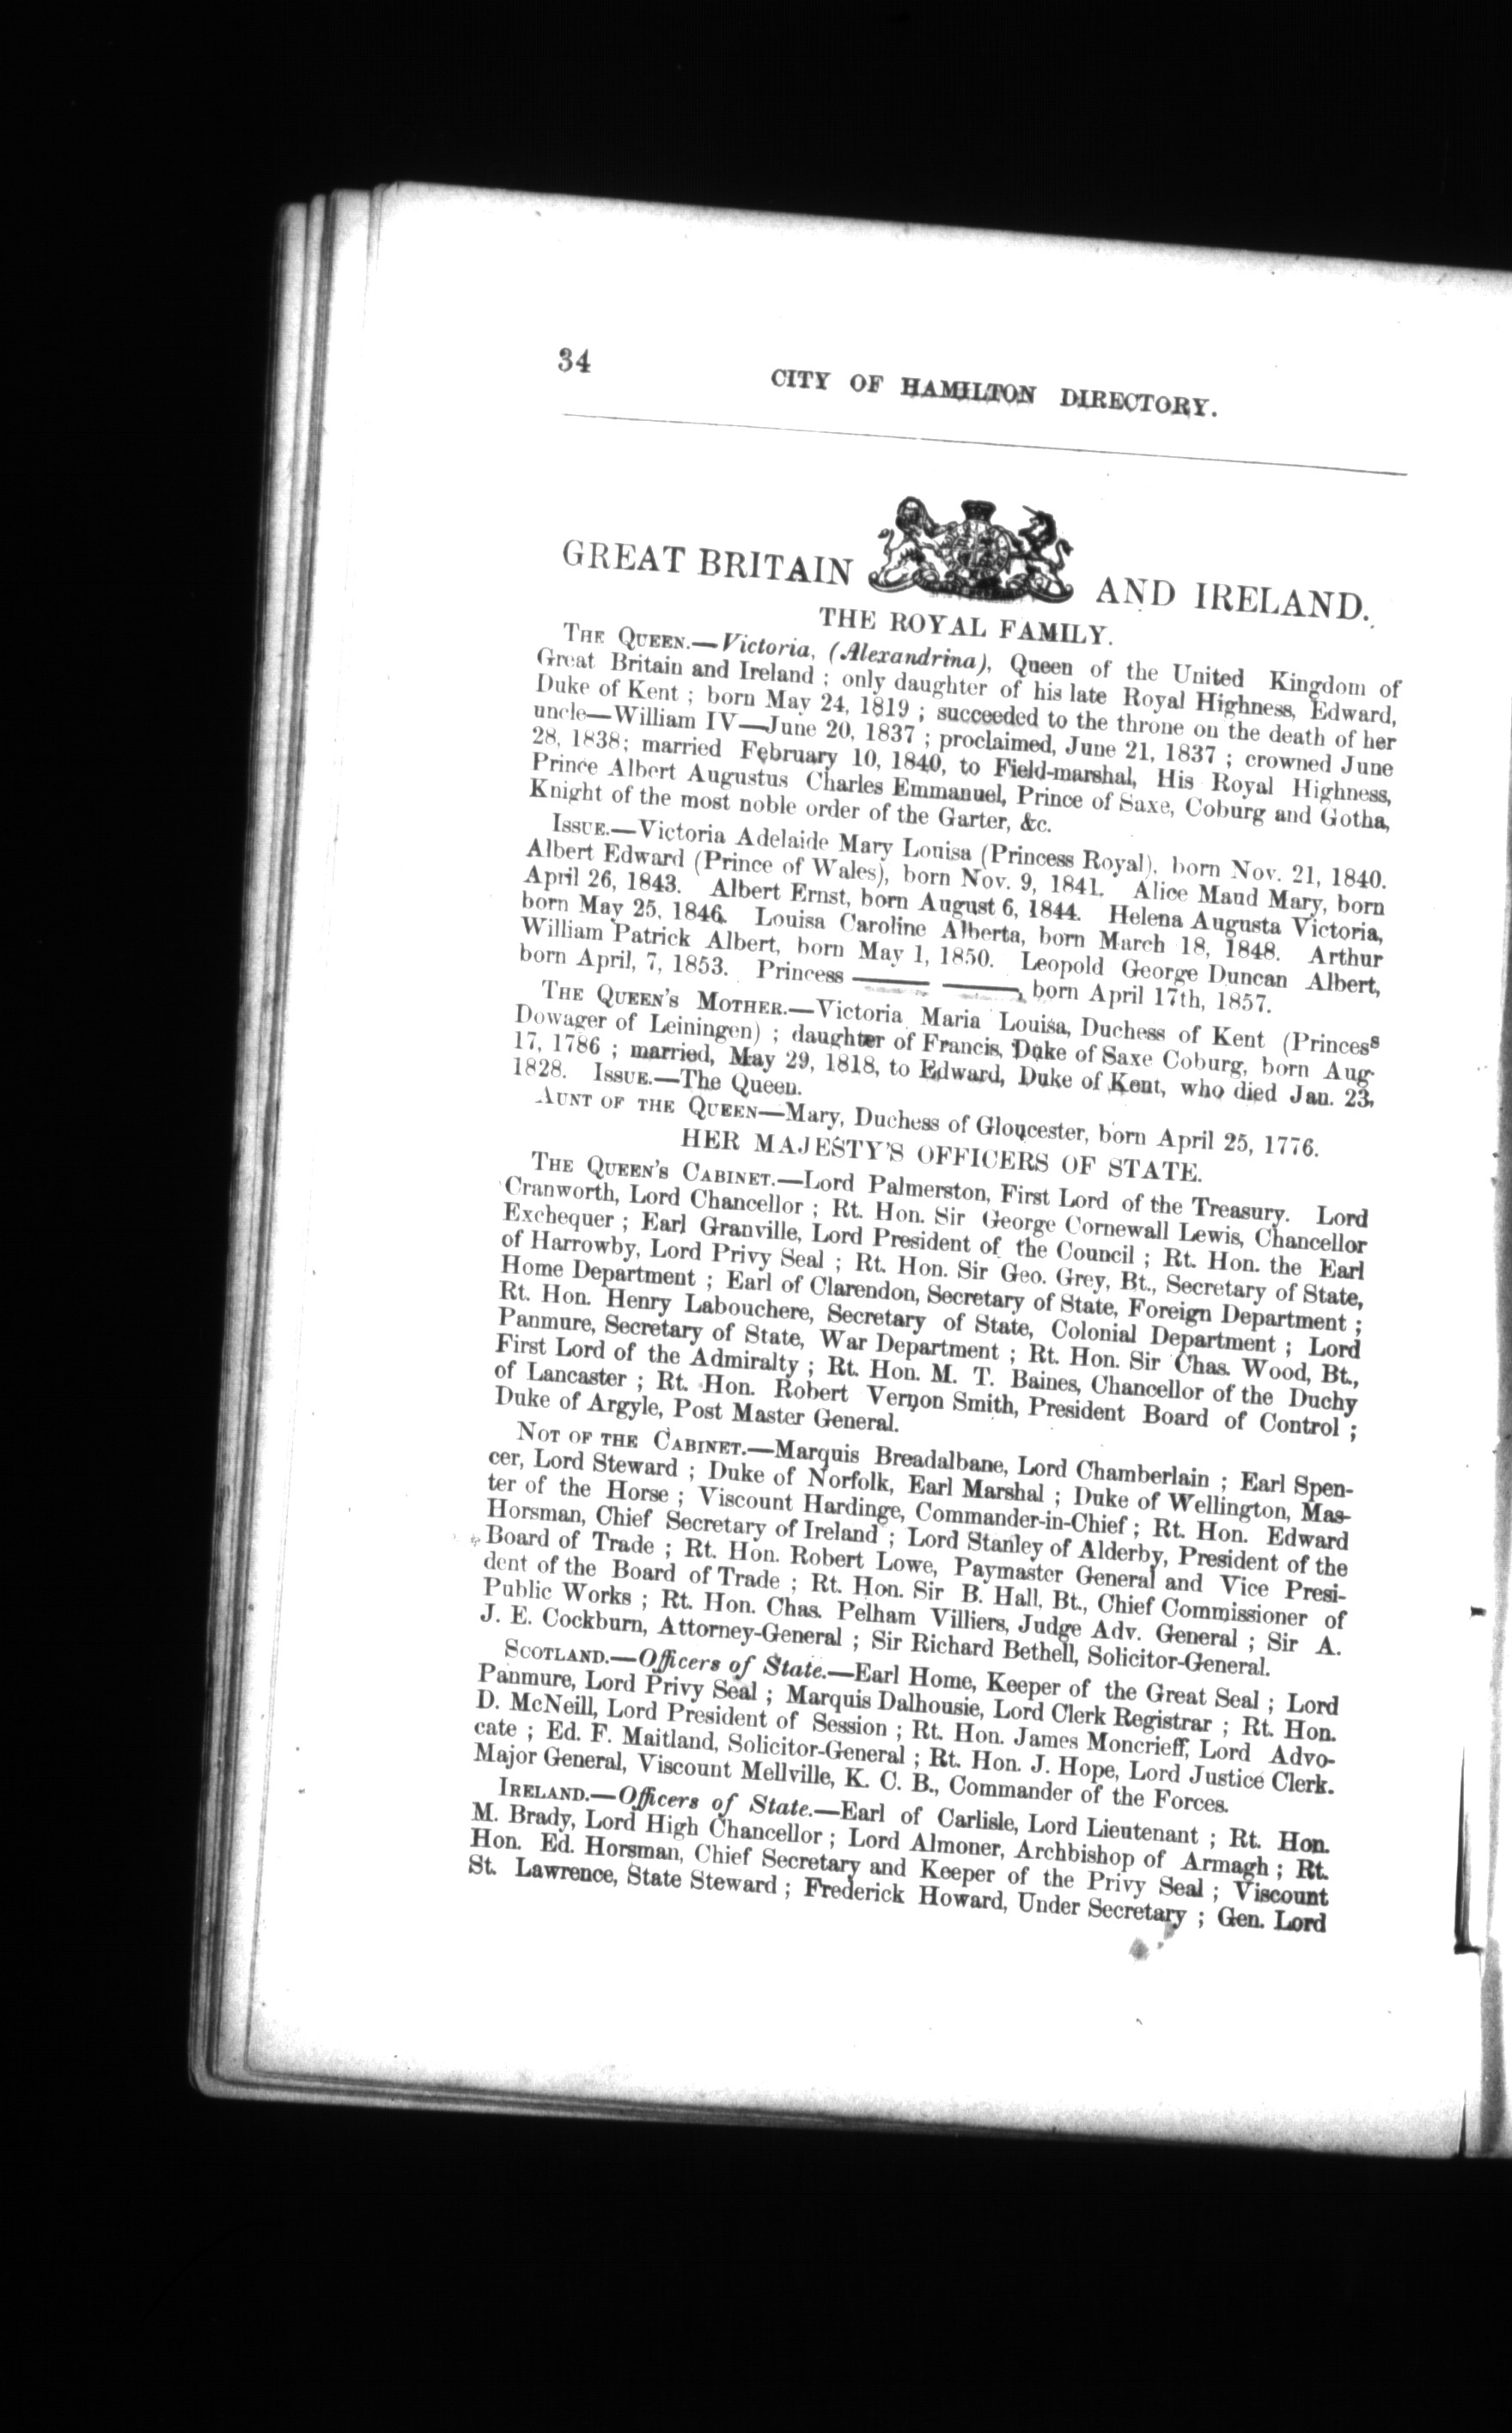 34
CITY OF HAMILTON DIRECTORY.
GREAT BRITAIN AND IRELAND.
THE ROYAL FAMILY.
THE QUEEN.—Victoria, (Alexandrina), Queen of the United Kingdom of
Great Britain and Ireland ; only daughter of his late Royal Highness, Edward,
Duke of Kent ; born May 24, 1819 ; succeeded to the throne on the death of her
uncle—William IV—June 20, 1837 ; proclaimed, June 21, 1837 ; crowned June
28, 1838; married February 10, 1840, to Field-marshal, His Royal Highness,
Prince Albert Augustus Charles Emmanuel, Prince of Saxe, Coburg and Gotha,
Knight of the most noble order of the Garter, &c.
ISSUE.—Victoria Adelaide Mary Louisa (Princess Royal), born Nov. 21, 1840.
Albert Edward (Prince of Wales), born Nov. 9, 1841. Alice Maud Mary, born
April 26, 1843. Albert Ernst, born August 6, 1844. Helena Augusta Victoria,
born May 25, 1846. Louisa Caroline Alberta, born March 18, 1848. Arthur
William Patrick Albert, born May 1, 1850. Leopold George Duncan Albert,
born April, 7, 1853. Princess ——— ———, born April 17th, 1857.
THE QUEEN'S MOTHER.—Victoria Maria Louisa, Duchess of Kent (Princess
Dowager of Leiningen) ; daughter of Francis, Duke of Saxe Coburg, born Aug.
17, 1786 ; married, May 29, 1818, to Edward, Duke of Kent, who died Jan. 23,
1828. ISSUE.—The Queen.
AUNT OF THE QUEEN—Mary, Duchess of Gloucester, born April 25, 1776.
HER MAJESTY'S OFFICERS OF STATE.
THE QUEEN'S CABINET.—Lord Palmerston, First Lord of the Treasury. Lord
Cranworth, Lord Chancellor ; Rt. Hon. Sir George Cornewall Lewis, Chancellor
Exchequer ; Earl Granville, Lord President of the Council ; Rt. Hon. the Earl
of Harrowby, Lord Privy Seal ; Rt. Hon. Sir Geo. Grey, Bt., Secretary of State,
Home Department ; Earl of Clarendon, Secretary of State, Foreign Department ;
Rt. Hon. Henry Labouchere, Secretary of State, Colonial Department ; Lord
Panmure, Secretary of State, War Department ; Rt. Hon. Sir Chas. Wood, Bt.,
First Lord of the Admiralty ; Rt. Hon. M. T. Baines, Chancellor of the Duchy
of Lancaster ; Rt. Hon. Robert Vernon Smith, President Board of Control ;
Duke of Argyle, Post Master General.
NOT OF THE CABINET.—Marquis Breadalbane, Lord Chamberlain ; Earl Spen-
cer, Lord Steward ; Duke of Norfolk, Earl Marshal ; Duke of Wellington, Mas-
ter of the Horse ; Viscount Hardinge, Commander-in-Chief ; Rt. Hon. Edward
Horsman, Chief Secretary of Ireland ; Lord Stanley of Alderby, President of the
Board of Trade ; Rt. Hon. Robert Lowe, Paymaster General and Vice Presi-
dent of the Board of Trade ; Rt. Hon. Sir B. Hall, Bt., Chief Commissioner of
Public Works ; Rt. Hon. Chas. Pelham Villiers, Judge Adv. General ; Sir A.
J. E. Cockburn, Attorney-General ; Sir Richard Bethell, Solicitor-General.
SCOTLAND.—Officers of State.—Earl Home, Keeper of the Great Seal ; Lord
Panmure, Lord Privy Seal ; Marquis Dalhousie, Lord Clerk Registrar ; Rt. Hon.
D. McNeill, Lord President of Session ; Rt. Hon. James Moncrieff, Lord Advo-
cate ; Ed. F. Maitland, Solicitor-General ; Rt. Hon. J. Hope, Lord Justice Clerk.
Major General, Viscount Mellville, K. C. B., Commander of the Forces.
IRELAND.—Officers of State.—Earl of Carlisle, Lord Lieutenant ; Rt. Hon.
M. Brady, Lord High Chancellor ; Lord Almoner, Archbishop of Armagh ; Rt.
Hon. Ed. Horsman, Chief Secretary and Keeper of the Privy Seal ; Viscount
St. Lawrence, State Steward ; Frederick Howard, Under Secretary ; Gen. Lord